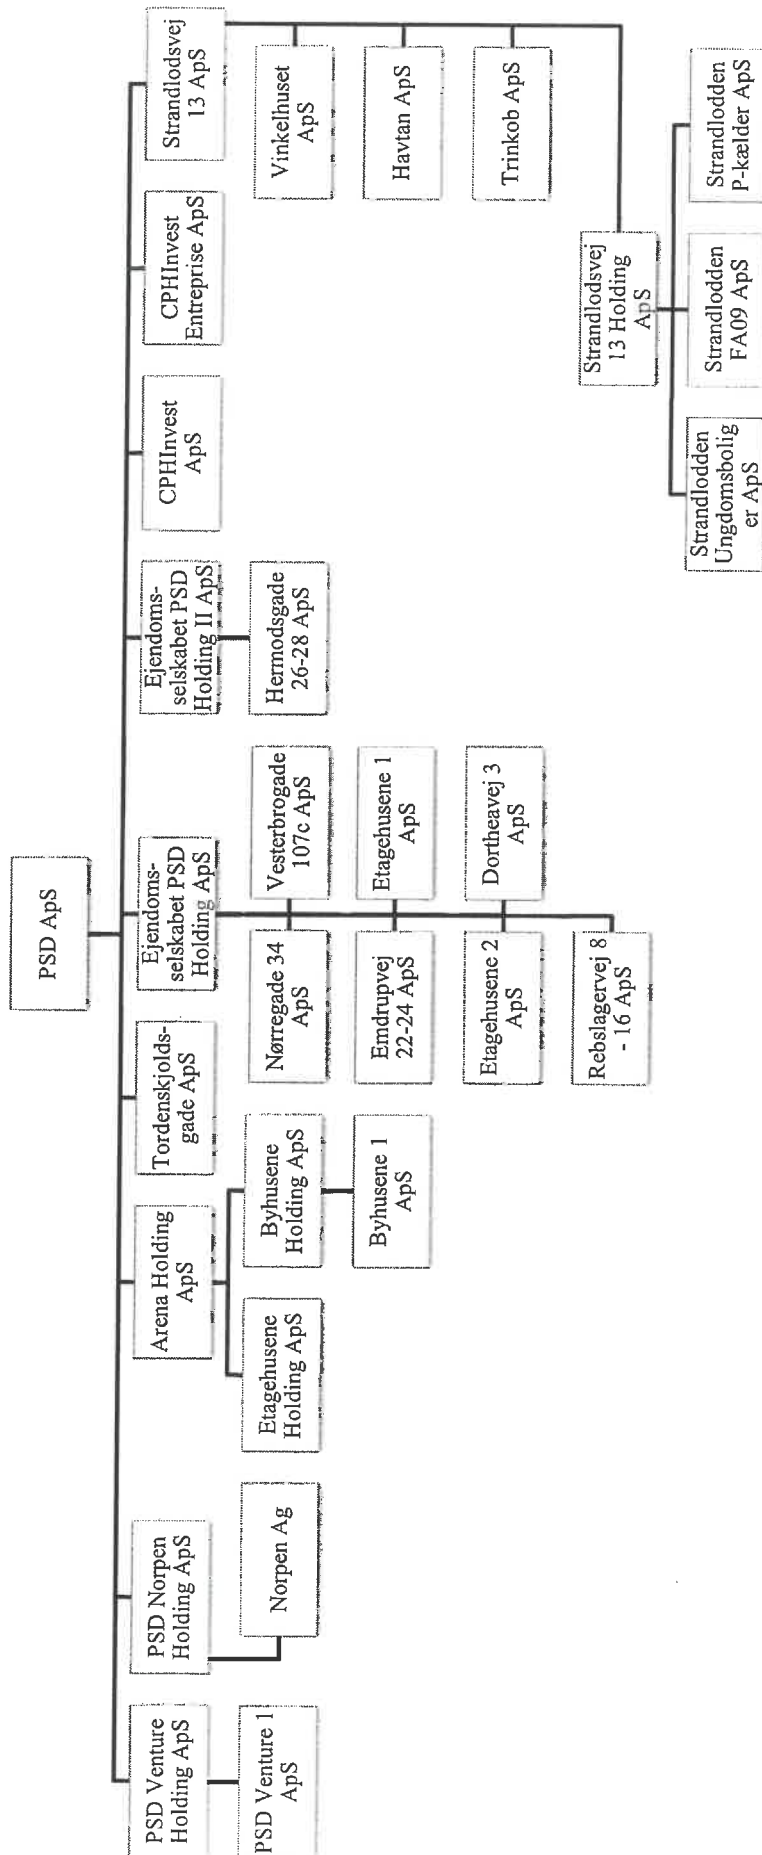 PSD ApS
PSD Venture
Holding ApS
PSD Norpen
Holding ApS
Arena Holding
ApS
Tordenskjolds-
gade ApS
Ejendoms-
selskabet PSD
Holding ApS
Ejendoms-
selskabet PSD
Holding II ApS
CPHInvest
ApS
CPHInvest
Entreprise ApS
Strandlodsvej
13 ApS
PSD Venture 1
ApS
Norpen Ag
Etagehusene
Holding ApS
Byhusene
Holding ApS
Byhusene 1
ApS
Nørregade 34
ApS
Vesterbrogade
107c ApS
Emdrupvej
22-24 ApS
Etagehusene 1
ApS
Etagehusene 2
ApS
Dortheavej 3
ApS
Rebslagervej 8
- 16 ApS
Hermodsgade
26-28 ApS
Vinkelhuset
ApS
Havtan ApS
Trinkob ApS
Strandlodsvej
13 Holding
ApS
Strandlodden
Ungdomsbolig
er ApS
Strandlodden
FA09 ApS
Strandlodden
P-kælder ApS